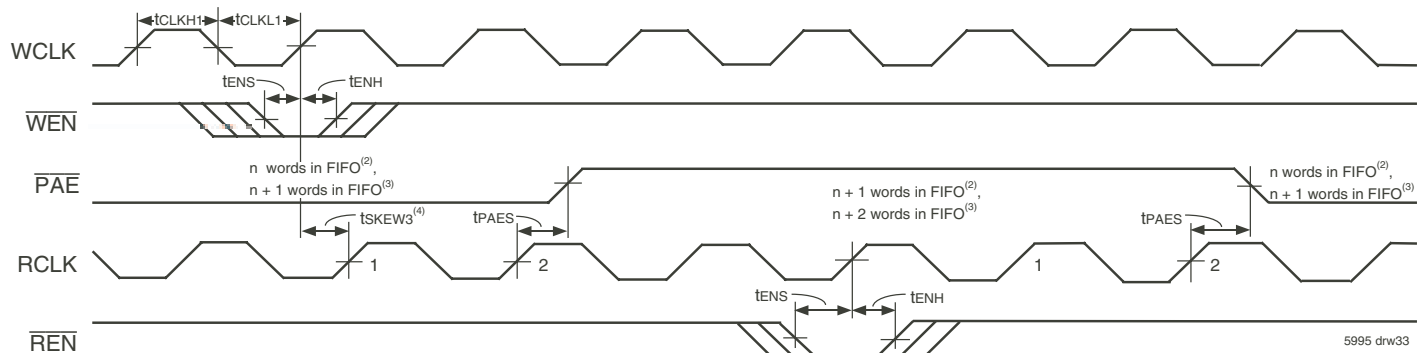 tCLKH1 tCLKL1
WCLK
tENS tENH
WEN
n words in FIFO(2),
n + 1 words in FIFO(3)
PAE
n + 1 words in FIFO(2),
n + 2 words in FIFO(3)
n words in FIFO(2),
n + 1 words in FIFO(3)
tSKEW3(4) tPAES tPAES
RCLK 1 2 1 2
tENS tENH
REN
5995 drw33